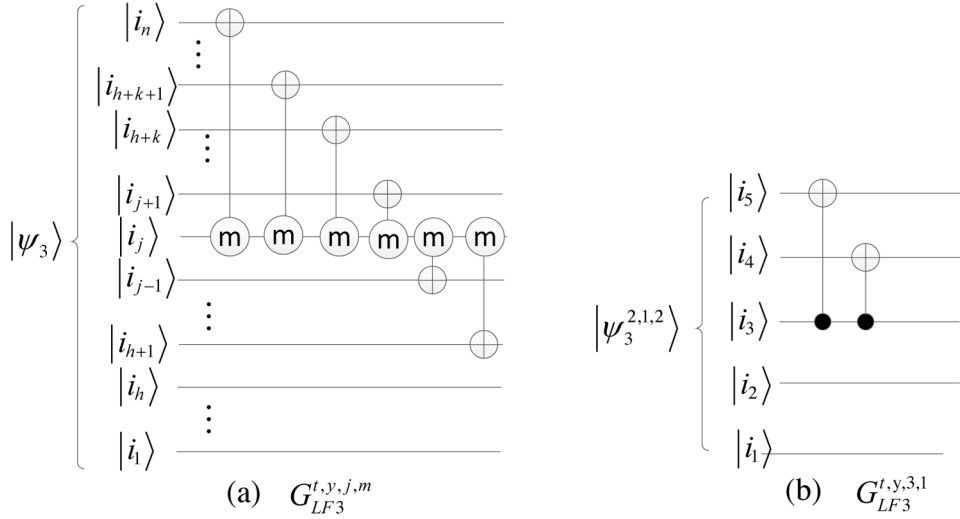 |i_n⟩
⋮
|i_{h+k+1}⟩
|i_{h+k}⟩
⋮
|i_{j+1}⟩
|ψ_3⟩ |i_j⟩ m m m m m m
|i_{j-1}⟩
⋮
|i_{h+1}⟩
|i_h⟩
⋮
|i_1⟩
(a) G_{LF3}^{t,y,j,m}
|i_5⟩
|i_4⟩
|ψ_3^{2,1,2}⟩ |i_3⟩
|i_2⟩
|i_1⟩
(b) G_{LF3}^{t,y,3,1}